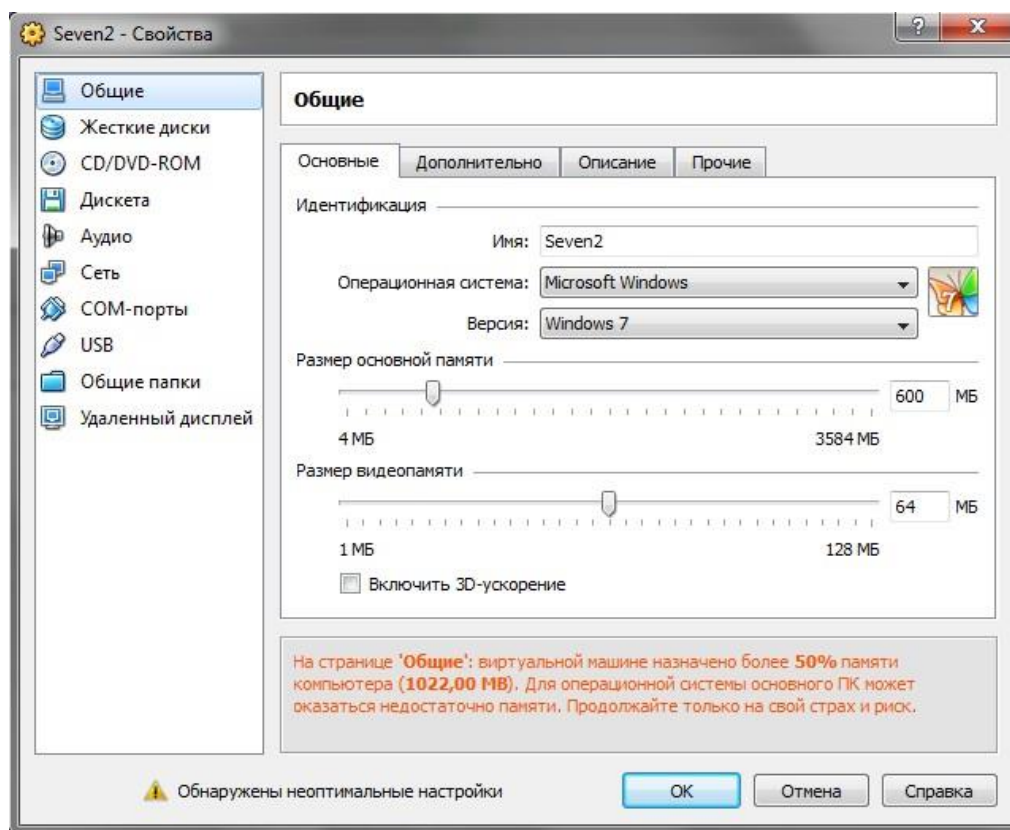 Seven2 - Свойства
Общие
Жесткие диски
CD/DVD-ROM
Дискета
Аудио
Сеть
COM-порты
USB
Общие папки
Удаленный дисплей
Общие
Основные Дополнительно Описание Прочие
Идентификация
Имя: Seven2
Операционная система: Microsoft Windows
Версия: Windows 7
Размер основной памяти
600 МБ
4 МБ 3584 МБ
Размер видеопамяти
64 МБ
1 МБ 128 МБ
Включить 3D-ускорение
На странице 'Общие': виртуальной машине назначено более 50% памяти
компьютера (1022,00 MB). Для операционной системы основного ПК может
оказаться недостаточно памяти. Продолжайте только на свой страх и риск.
Обнаружены неоптимальные настройки
OK Отмена Справка